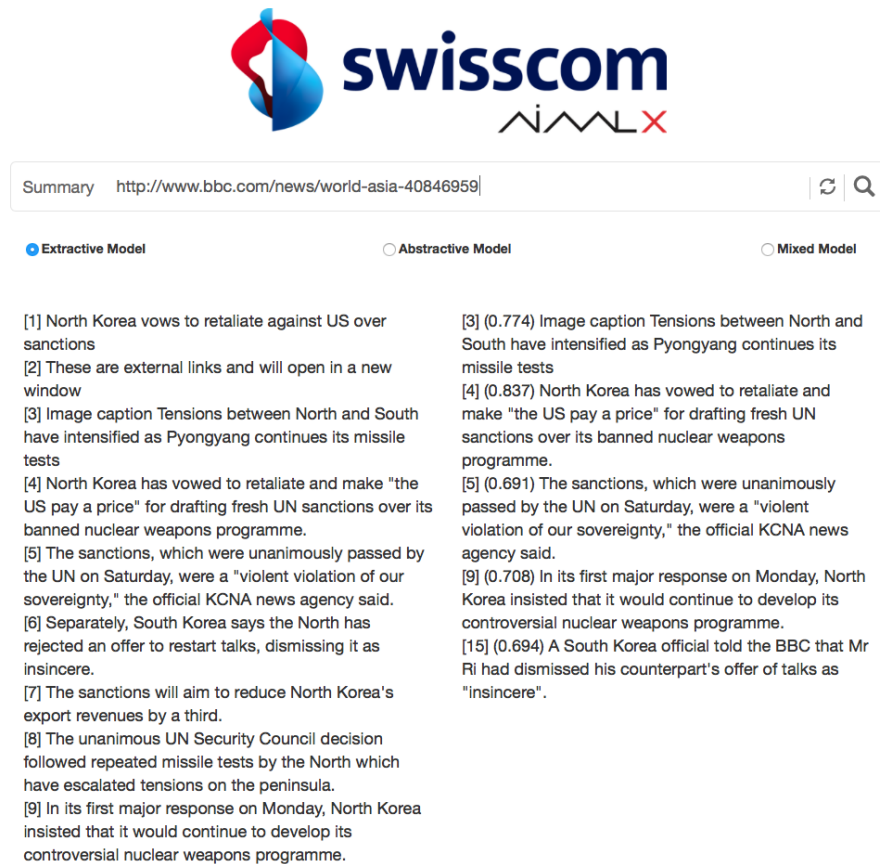 swisscom
AIMLX
Summary http://www.bbc.com/news/world-asia-40846959
Extractive Model
Abstractive Model
Mixed Model
[1] North Korea vows to retaliate against US over
sanctions
[2] These are external links and will open in a new
window
[3] Image caption Tensions between North and South
have intensified as Pyongyang continues its missile
tests
[4] North Korea has vowed to retaliate and make "the
US pay a price" for drafting fresh UN sanctions over its
banned nuclear weapons programme.
[5] The sanctions, which were unanimously passed by
the UN on Saturday, were a "violent violation of our
sovereignty," the official KCNA news agency said.
[6] Separately, South Korea says the North has
rejected an offer to restart talks, dismissing it as
insincere.
[7] The sanctions will aim to reduce North Korea's
export revenues by a third.
[8] The unanimous UN Security Council decision
followed repeated missile tests by the North which
have escalated tensions on the peninsula.
[9] In its first major response on Monday, North Korea
insisted that it would continue to develop its
controversial nuclear weapons programme.
[3] (0.774) Image caption Tensions between North and
South have intensified as Pyongyang continues its
missile tests
[4] (0.837) North Korea has vowed to retaliate and
make "the US pay a price" for drafting fresh UN
sanctions over its banned nuclear weapons
programme.
[5] (0.691) The sanctions, which were unanimously
passed by the UN on Saturday, were a "violent
violation of our sovereignty," the official KCNA news
agency said.
[9] (0.708) In its first major response on Monday, North
Korea insisted that it would continue to develop its
controversial nuclear weapons programme.
[15] (0.694) A South Korea official told the BBC that Mr
Ri had dismissed his counterpart's offer of talks as
"insincere".